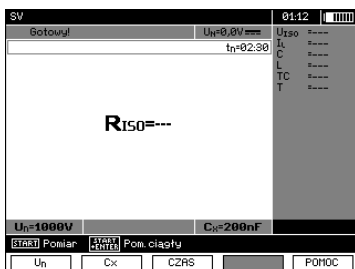 SV 01:12
Gotowy! UN=0,0V
tn=02:30
UISO =---
IL =---
C =---
L =---
TC =---
T =---
RISO=---
Un=1000V CX=200nF
START Pomiar START +ENTER Pom. ciągły
Un Cx CZAS POMOC